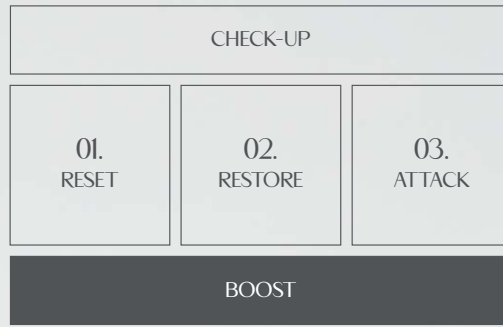 CHECK-UP
01.
RESET
02.
RESTORE
03.
ATTACK
BOOST